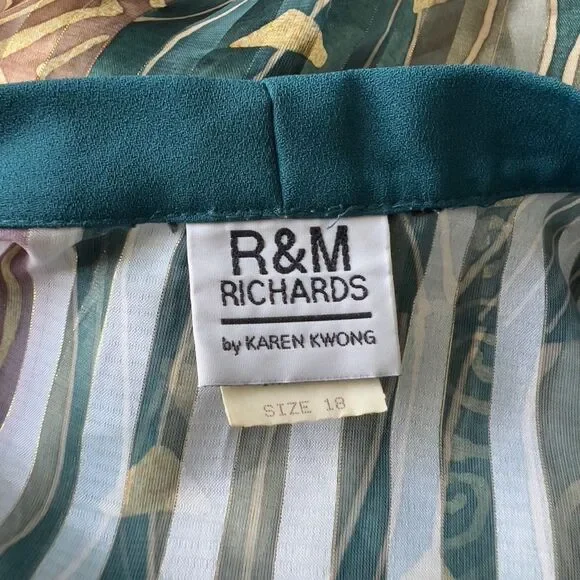 R&M
RICHARDS
by KAREN KWONG
SIZE 18